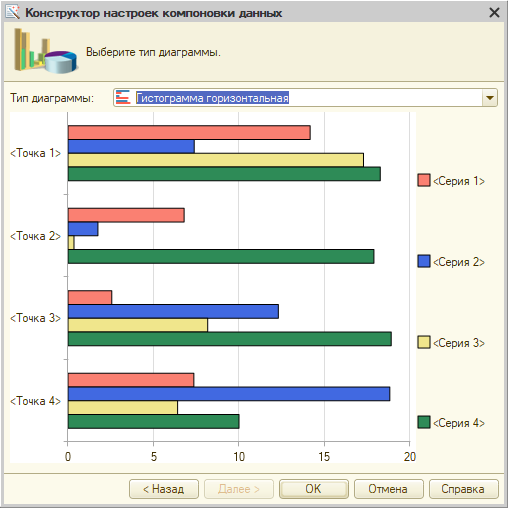 Конструктор настроек компоновки данных
Выберите тип диаграммы.
Тип диаграммы: Гистограмма горизонтальная
<Точка 1>
<Серия 1>
<Точка 2>
<Серия 2>
<Точка 3>
<Серия 3>
<Точка 4>
<Серия 4>
0 5 10 15 20
< Назад Далее > OK Отмена Справка